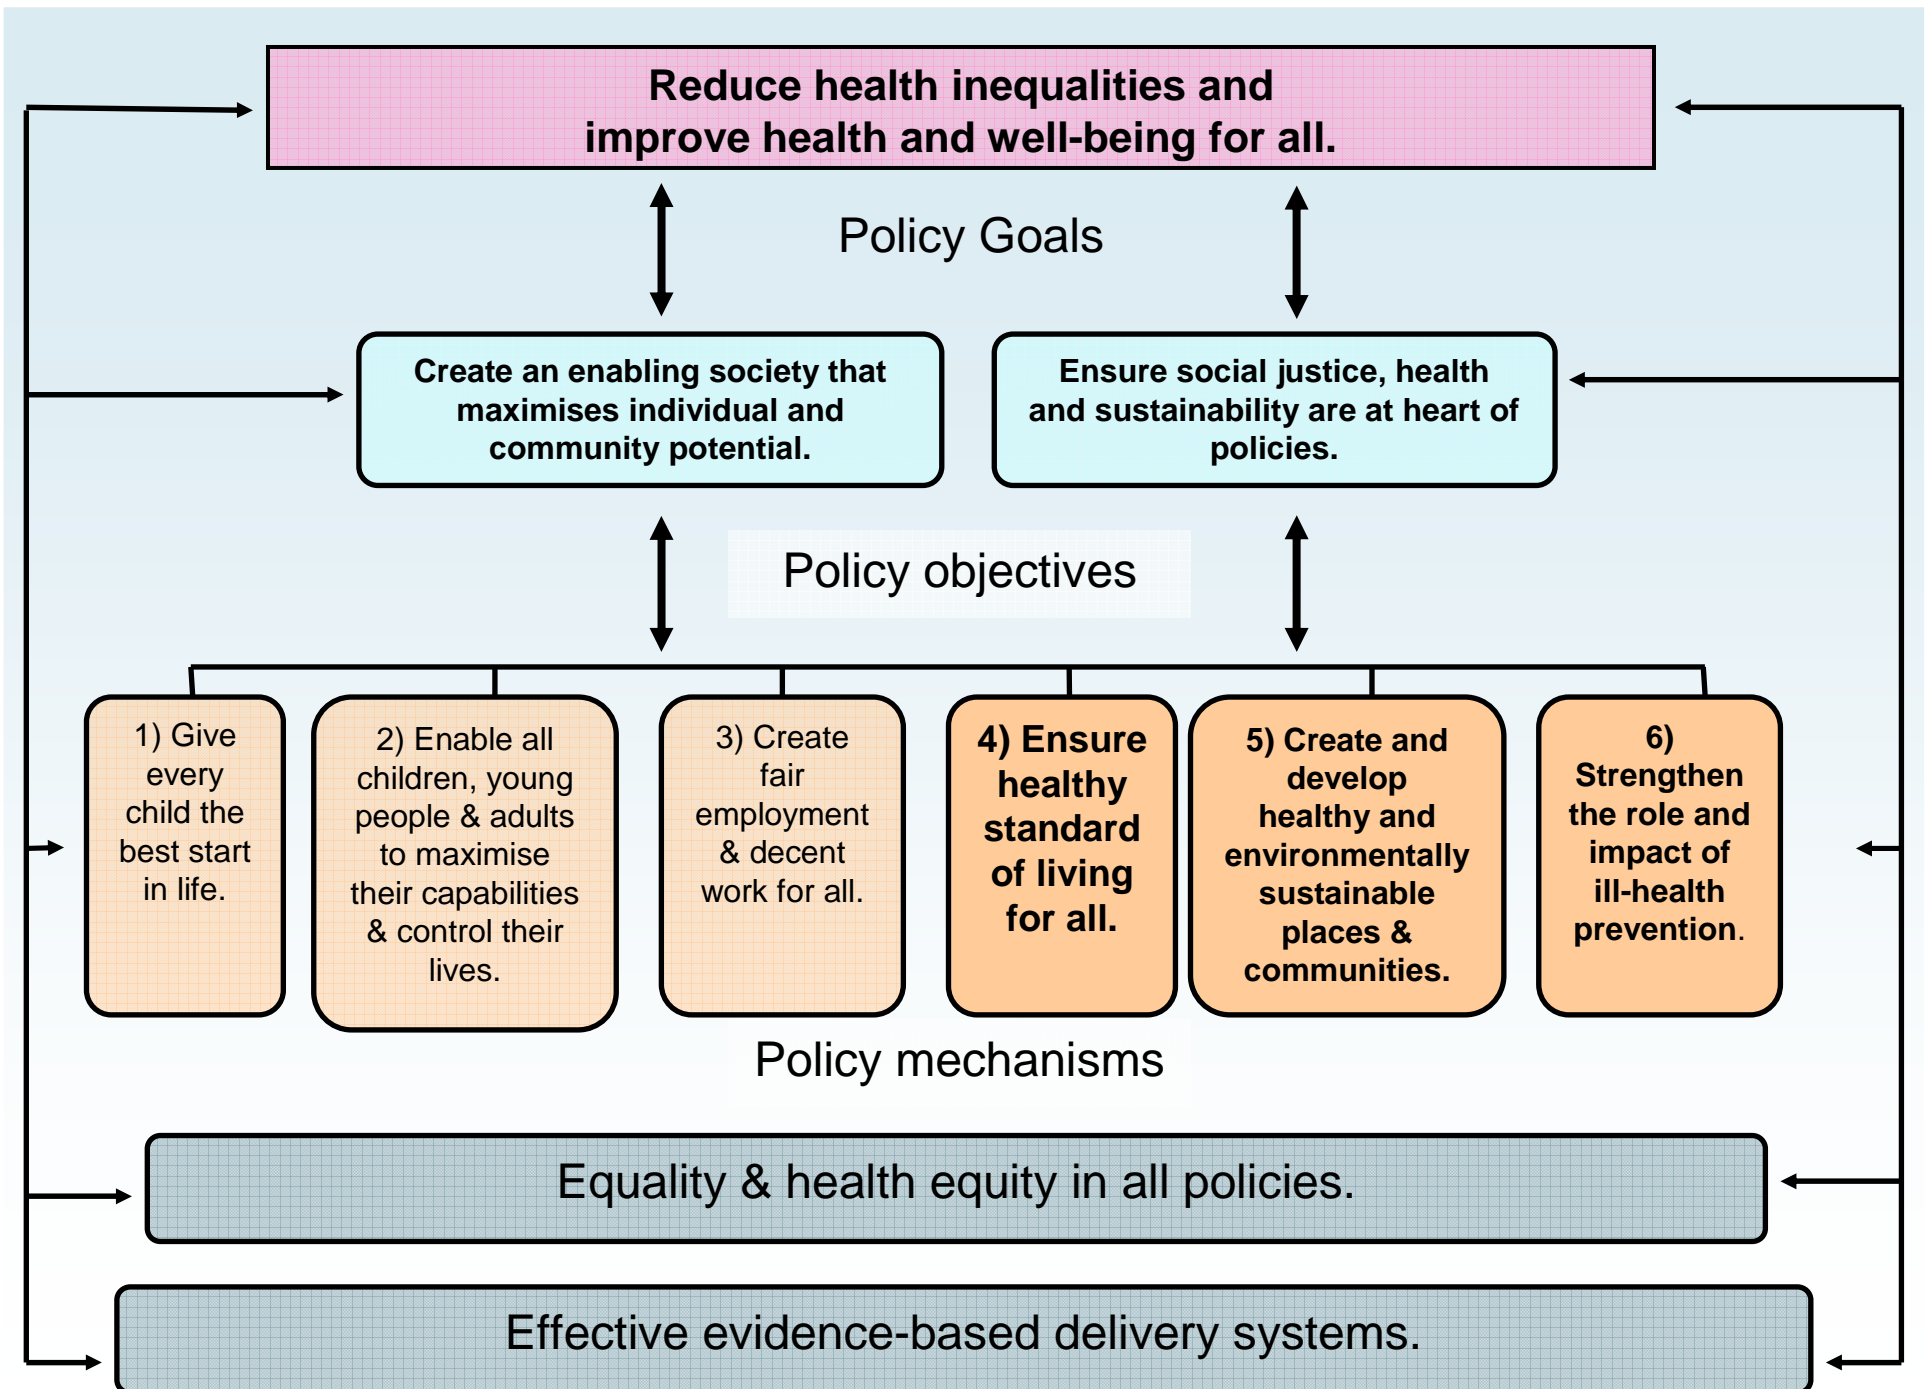 Reduce health inequalities and
improve health and well-being for all.
Policy Goals
Create an enabling society that
maximises individual and
community potential.
Ensure social justice, health
and sustainability are at heart of
policies.
Policy objectives
1) Give
every
child the
best start
in life.
2) Enable all
children, young
people & adults
to maximise
their capabilities
& control their
lives.
3) Create
fair
employment
& decent
work for all.
4) Ensure
healthy
standard
of living
for all.
5) Create and
develop
healthy and
environmentally
sustainable
places &
communities.
6)
Strengthen
the role and
impact of
ill-health
prevention.
Policy mechanisms
Equality & health equity in all policies.
Effective evidence-based delivery systems.